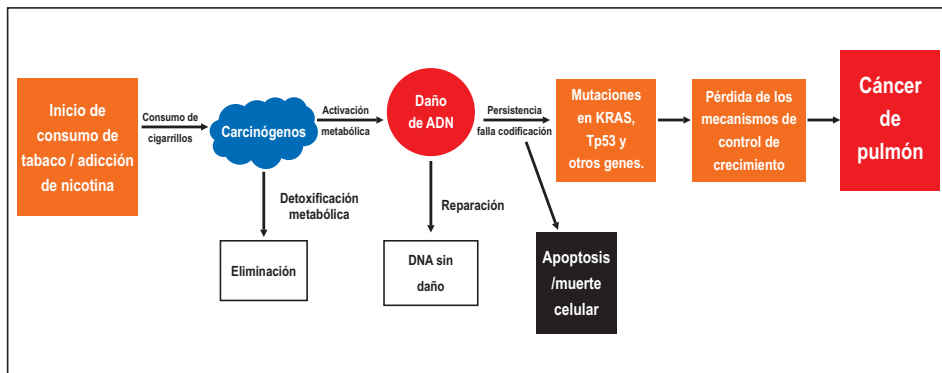 Inicio de
consumo de
tabaco / adicción
de nicotina
Consumo de
cigarrillos
Carcinógenos
Activación
metabólica
Daño
de ADN
Persistencia
falla codificación
Mutaciones
en KRAS,
Tp53 y
otros genes.
Pérdida de los
mecanismos de
control de
crecimiento
Cáncer
de
pulmón
Detoxificación
metabólica
Reparación
Eliminación
DNA sin
daño
Apoptosis
/muerte
celular